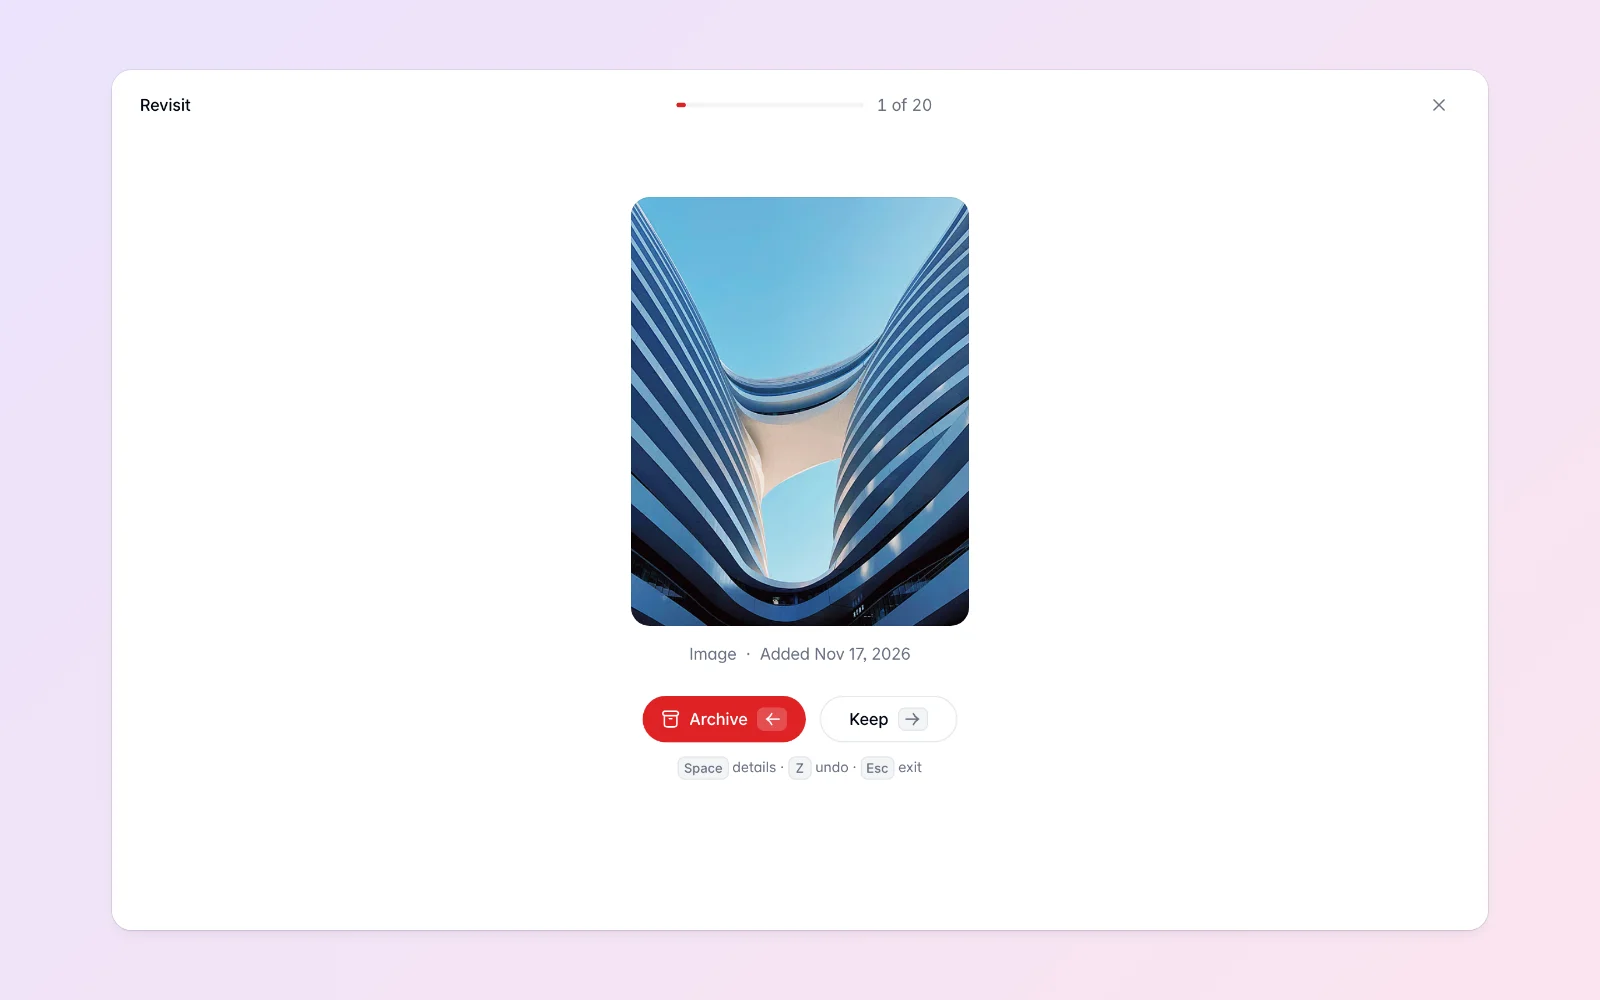 Revisit
1 of 20
Image · Added Nov 17, 2026
Archive ← Keep →
Space details · Z undo · Esc exit